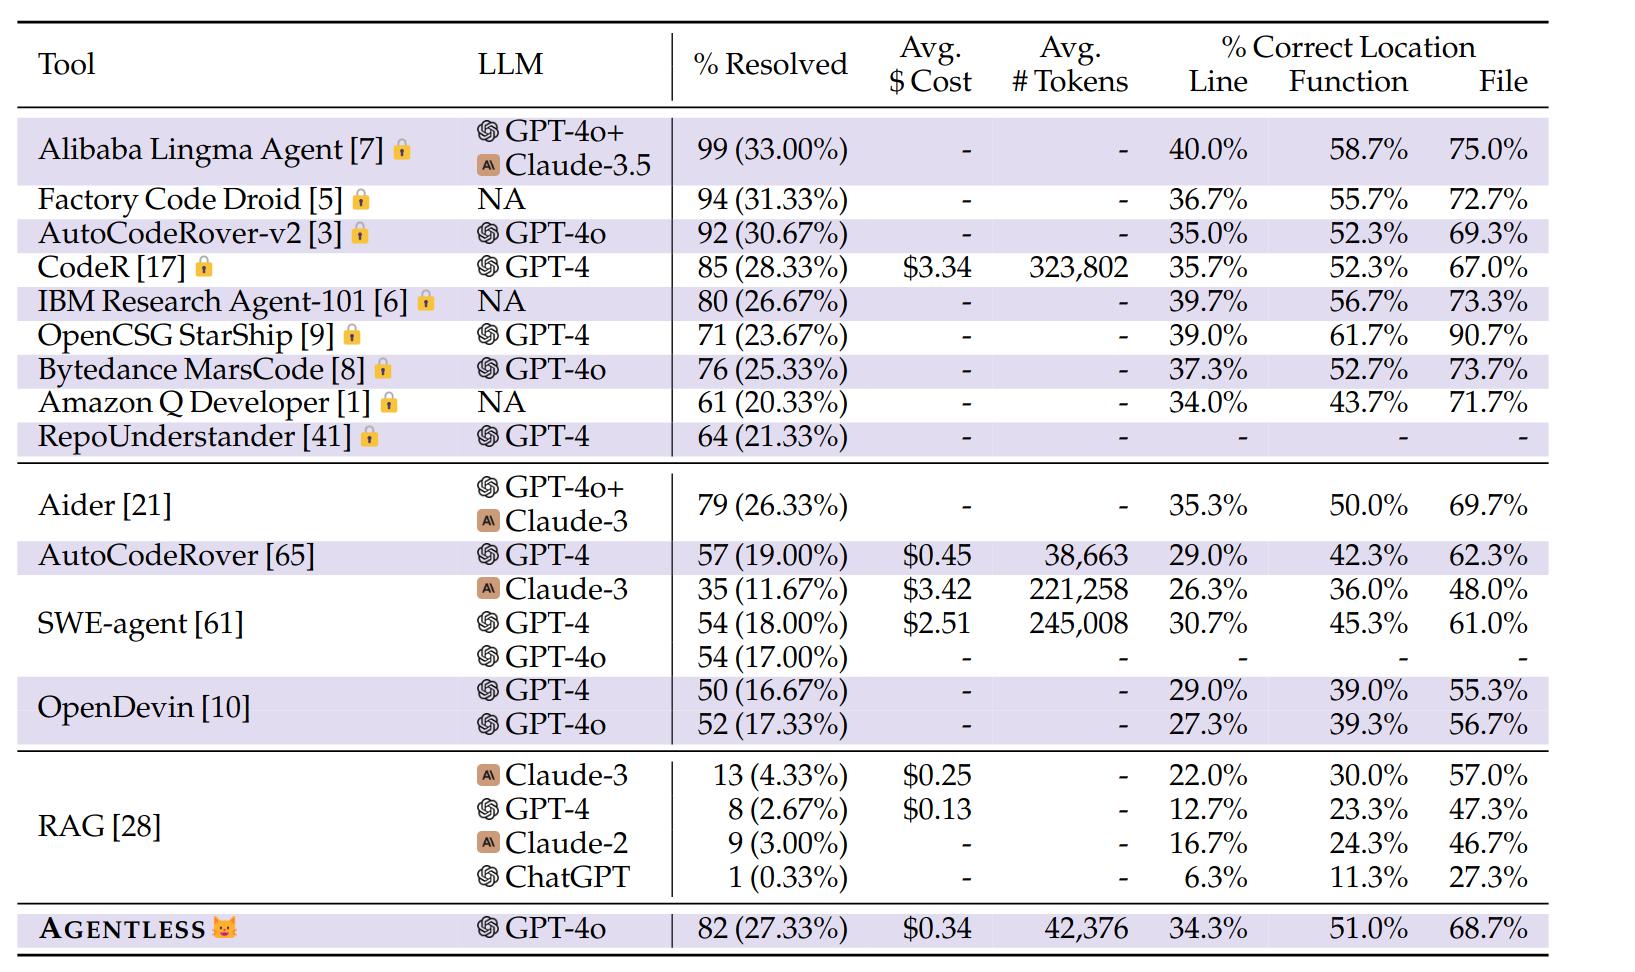 Tool LLM % Resolved Avg. $ Cost Avg. # Tokens % Correct Location Line Function File
Alibaba Lingma Agent [7] GPT-4o+ Claude-3.5 99 (33.00%) - - 40.0% 58.7% 75.0%
Factory Code Droid [5] NA 94 (31.33%) - - 36.7% 55.7% 72.7%
AutoCodeRover-v2 [3] GPT-4o 92 (30.67%) - - 35.0% 52.3% 69.3%
CodeR [17] GPT-4 85 (28.33%) $3.34 323,802 35.7% 52.3% 67.0%
IBM Research Agent-101 [6] NA 80 (26.67%) - - 39.7% 56.7% 73.3%
OpenCSG StarShip [9] GPT-4 71 (23.67%) - - 39.0% 61.7% 90.7%
Bytedance MarsCode [8] GPT-4o 76 (25.33%) - - 37.3% 52.7% 73.7%
Amazon Q Developer [1] NA 61 (20.33%) - - 34.0% 43.7% 71.7%
RepoUnderstander [41] GPT-4 64 (21.33%) - - - - -
Aider [21] GPT-4o+ Claude-3 79 (26.33%) - - 35.3% 50.0% 69.7%
AutoCodeRover [65] GPT-4 57 (19.00%) $0.45 38,663 29.0% 42.3% 62.3%
SWE-agent [61] Claude-3 35 (11.67%) $3.42 221,258 26.3% 36.0% 48.0%
GPT-4 54 (18.00%) $2.51 245,008 30.7% 45.3% 61.0%
GPT-4o 54 (17.00%) - - - - -
OpenDevin [10] GPT-4 50 (16.67%) - - 29.0% 39.0% 55.3%
GPT-4o 52 (17.33%) - - 27.3% 39.3% 56.7%
RAG [28] Claude-3 13 (4.33%) $0.25 - 22.0% 30.0% 57.0%
GPT-4 8 (2.67%) $0.13 - 12.7% 23.3% 47.3%
Claude-2 9 (3.00%) - - 16.7% 24.3% 46.7%
ChatGPT 1 (0.33%) - - 6.3% 11.3% 27.3%
AGENTLESS GPT-4o 82 (27.33%) $0.34 42,376 34.3% 51.0% 68.7%